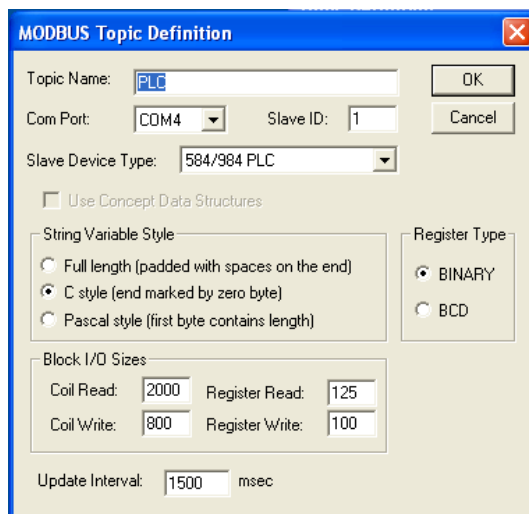 MODBUS Topic Definition
Topic Name: PLC OK
Com Port: COM4 Slave ID: 1 Cancel
Slave Device Type: 584/984 PLC
Use Concept Data Structures
String Variable Style Register Type
Full length (padded with spaces on the end) BINARY
C style (end marked by zero byte)
Pascal style (first byte contains length) BCD
Block I/O Sizes
Coil Read: 2000 Register Read: 125
Coil Write: 800 Register Write: 100
Update Interval: 1500 msec